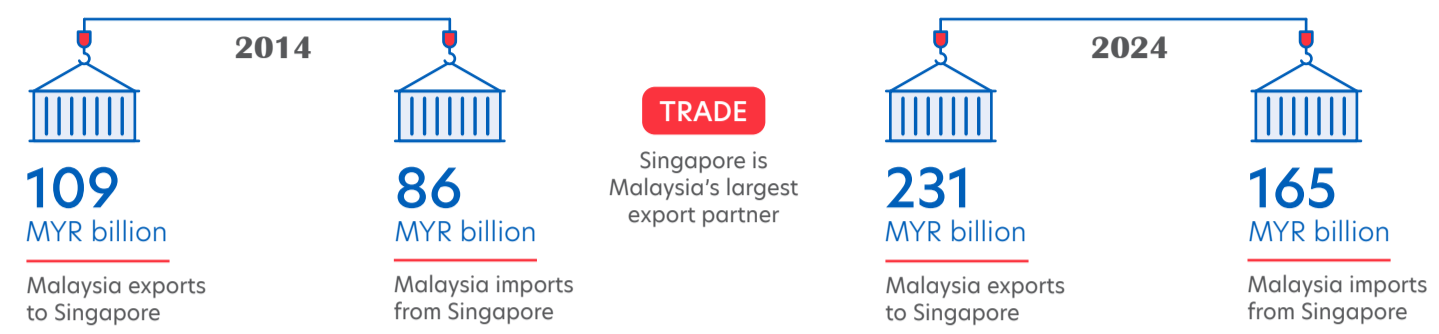 2014
109
MYR billion
Malaysia exports
to Singapore
86
MYR billion
Malaysia imports
from Singapore
TRADE
Singapore is
Malaysia's largest
export partner
2024
231
MYR billion
Malaysia exports
to Singapore
165
MYR billion
Malaysia imports
from Singapore